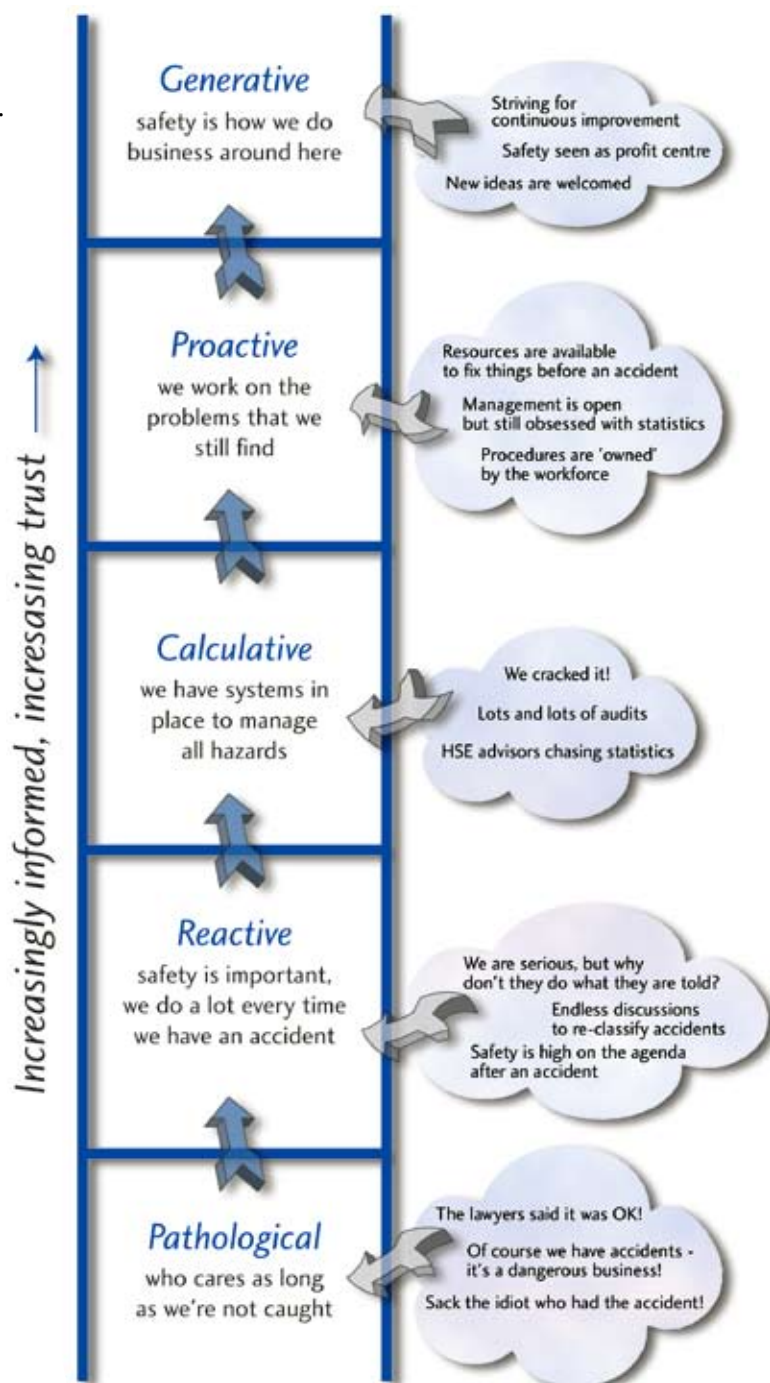 Generative
safety is how we do
business around here
Striving for
continuous improvement
Safety seen as profit centre
New ideas are welcomed
Proactive
we work on the
problems that we
still find
Resources are available
to fix things before an accident
Management is open
but still obsessed with statistics
Procedures are 'owned'
by the workforce
Calculative
we have systems in
place to manage
all hazards
We cracked it!
Lots and lots of audits
HSE advisors chasing statistics
Reactive
safety is important,
we do a lot every time
we have an accident
We are serious, but why
don't they do what they are told?
Endless discussions
to re-classify accidents
Safety is high on the agenda
after an accident
Pathological
who cares as long
as we're not caught
The lawyers said it was OK!
Of course we have accidents -
it's a dangerous business!
Sack the idiot who had the accident!
Increasingly informed, incresasing trust